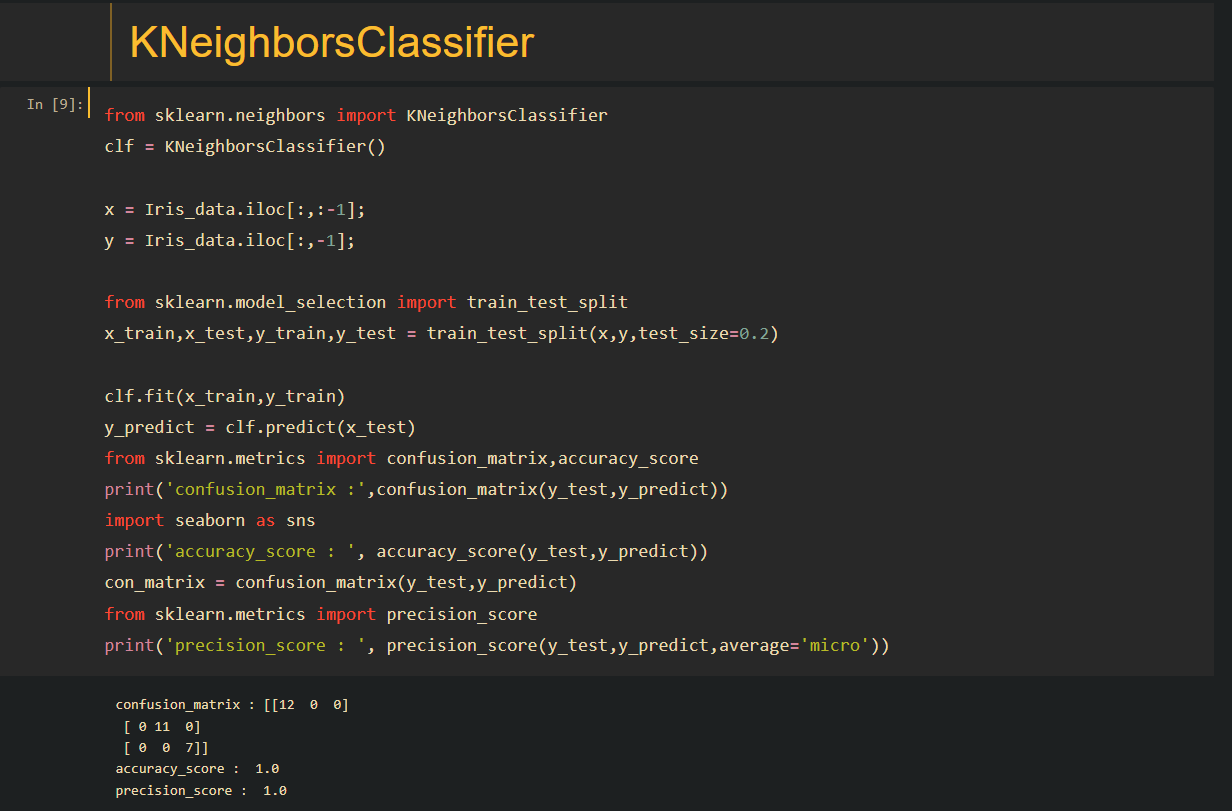 KNeighborsClassifier
In [9]:
from sklearn.neighbors import KNeighborsClassifier
clf = KNeighborsClassifier()
x = Iris_data.iloc[:,:-1];
y = Iris_data.iloc[:,-1];
from sklearn.model_selection import train_test_split
x_train,x_test,y_train,y_test = train_test_split(x,y,test_size=0.2)
clf.fit(x_train,y_train)
y_predict = clf.predict(x_test)
from sklearn.metrics import confusion_matrix,accuracy_score
print('confusion_matrix :',confusion_matrix(y_test,y_predict))
import seaborn as sns
print('accuracy_score : ', accuracy_score(y_test,y_predict))
con_matrix = confusion_matrix(y_test,y_predict)
from sklearn.metrics import precision_score
print('precision_score : ', precision_score(y_test,y_predict,average='micro'))
confusion_matrix : [[12  0  0]
 [ 0 11  0]
 [ 0  0  7]]
accuracy_score :  1.0
precision_score :  1.0